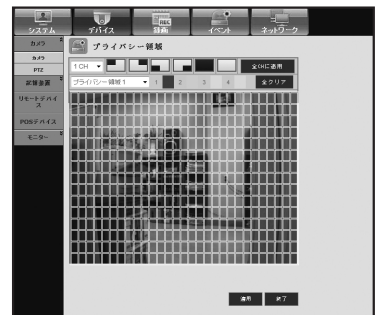 システム デバイス 録画 イベント ネットワーク
REC
カメラ
プライバシー領域
カメラ
PTZ
1 CH
全CHに適用
記録装置
プライバシー領域 1
1 2 3 4
全クリア
リモートデバイス
POSデバイス
モニター
適用 終了